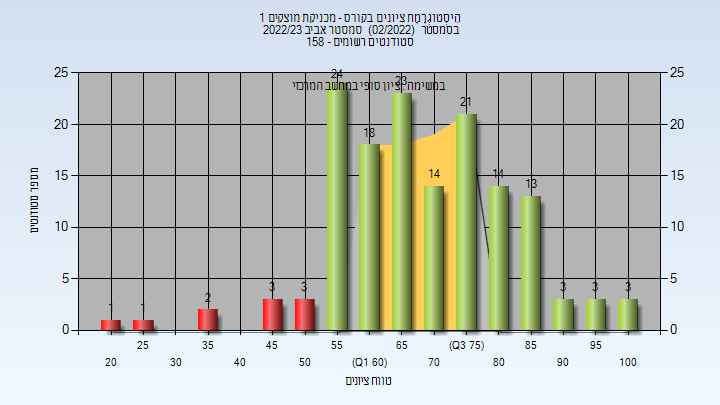 היסטוגרמת ציונים בקורס - מכניקת מוצקים 1
בסמסטר (02/2022) סמסטר אביב 2022/23
סטודנטים רשומים - 158
במשימה: ציון סופי במחשב המרכזי
מספר סטודנטים
25 25
20 20
15 15
10 10
5 5
0 0
1 1 2 3 3 24 18 23 14 21 14 13 3 3 3
25 35 45 55 65 (Q3 75) 85 95
20 30 40 50 (Q1 60) 70 80 90 100
טווח ציונים